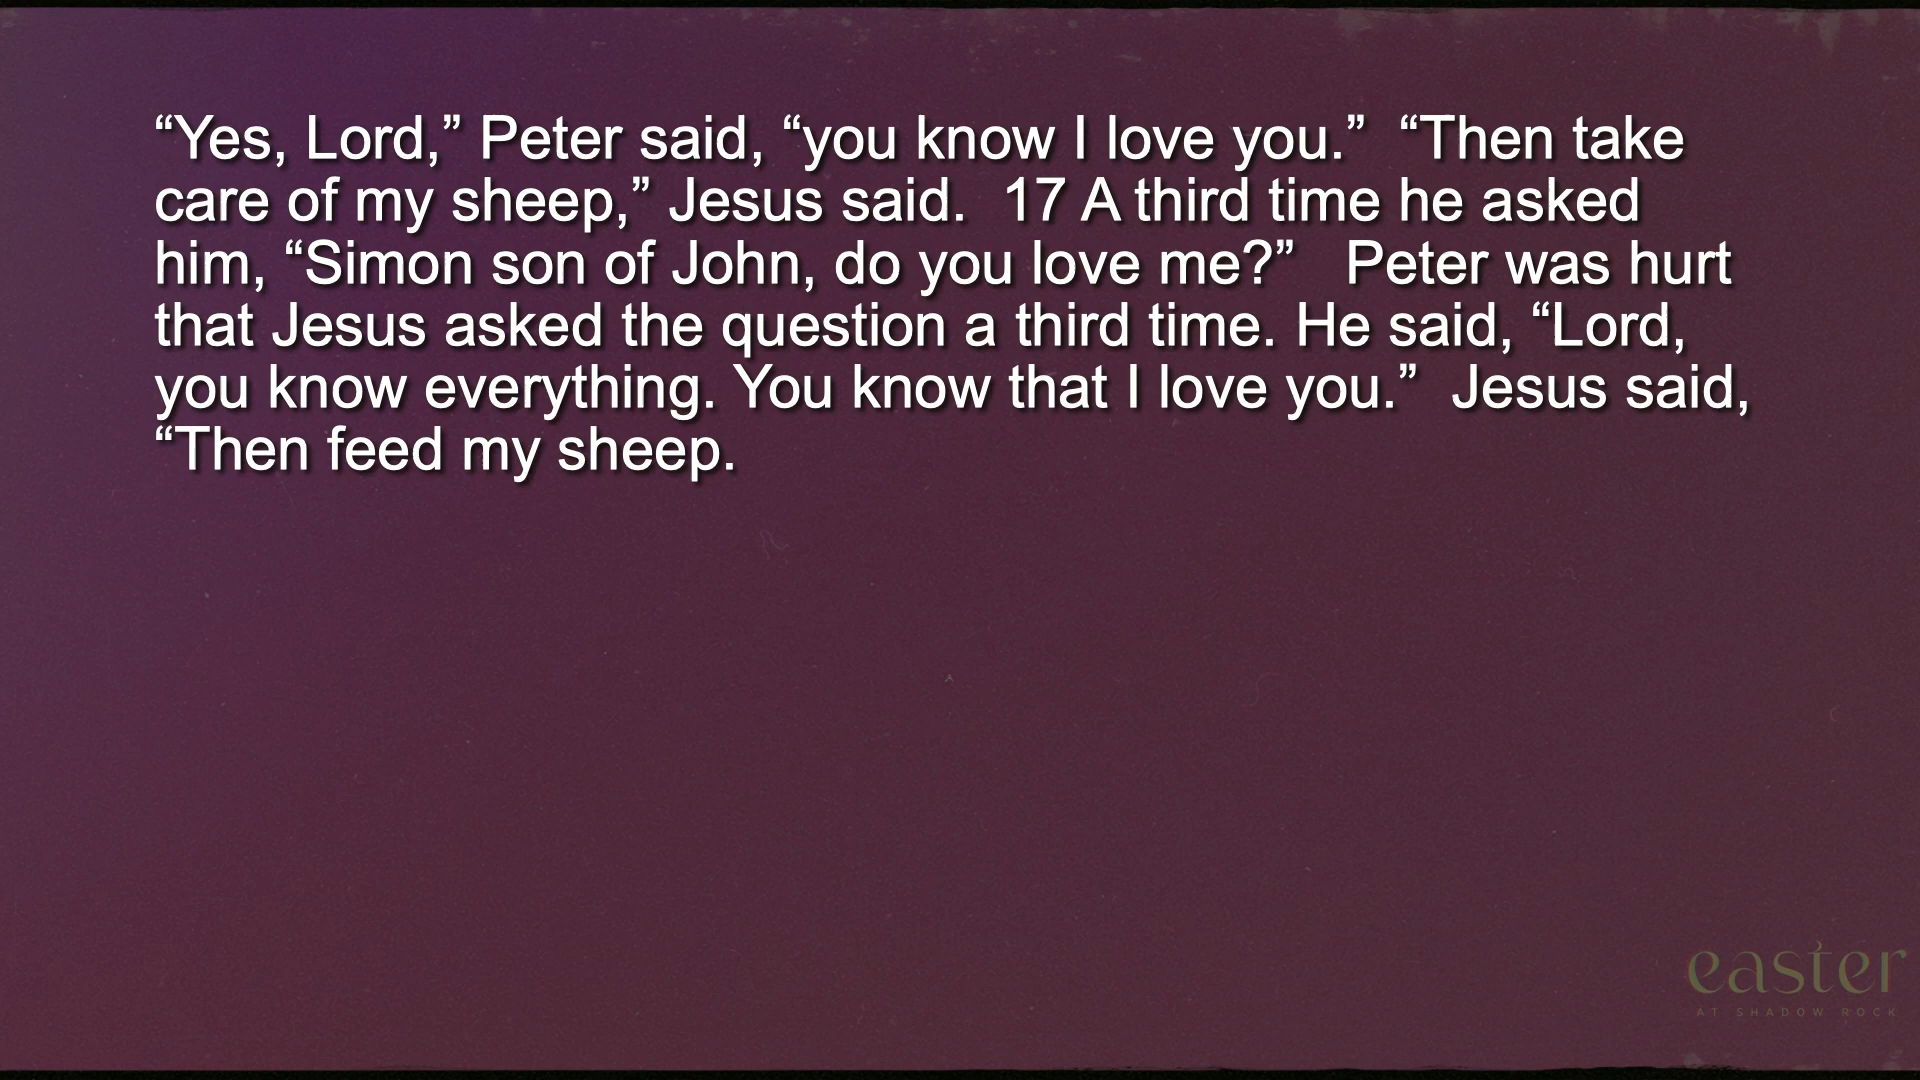 “Yes, Lord,” Peter said, “you know I love you.”  “Then take
care of my sheep,” Jesus said.  17 A third time he asked
him, “Simon son of John, do you love me?”   Peter was hurt
that Jesus asked the question a third time. He said, “Lord,
you know everything. You know that I love you.”  Jesus said,
“Then feed my sheep.
easter
AT SHADOW ROCK